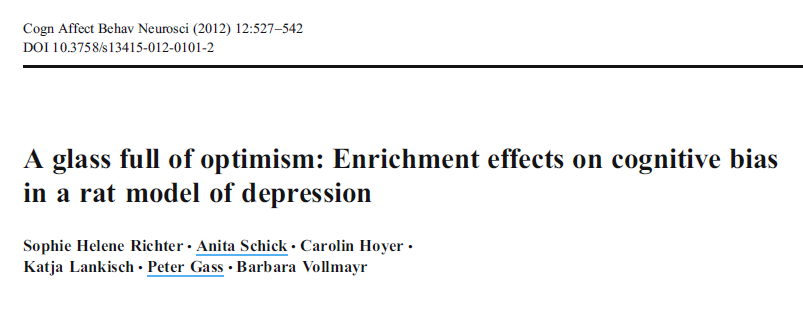 Cogn Affect Behav Neurosci (2012) 12:527–542
DOI 10.3758/s13415-012-0101-2
A glass full of optimism: Enrichment effects on cognitive bias
in a rat model of depression
Sophie Helene Richter • Anita Schick • Carolin Hoyer •
Katja Lankisch • Peter Gass • Barbara Vollmayr